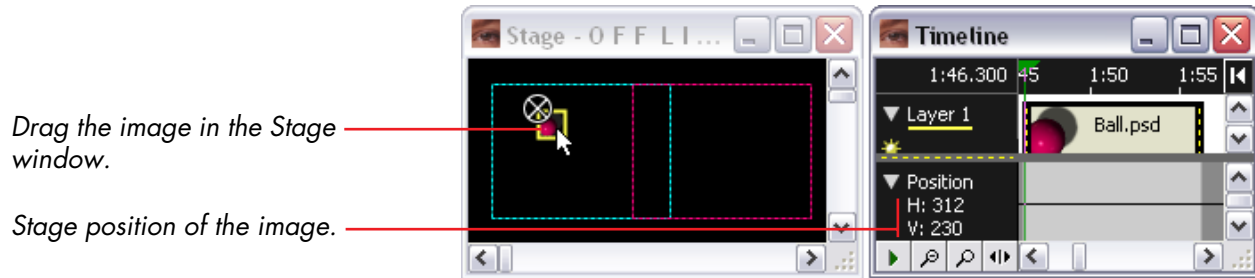 Stage - O F F L I ...
Timeline
1:46.300
45
1:50
1:55
Drag the image in the Stage
window.
Layer 1
Ball.psd
Stage position of the image.
Position
H: 312
V: 230